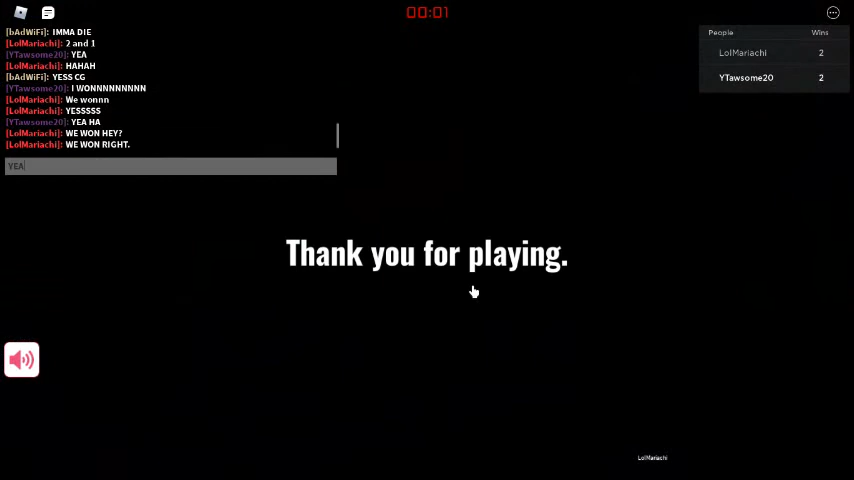 00:01
[bAdWiFi]: IMMA DIE
[LolMariachi]: 2 and 1
[YTawsome20]: YEA
[LolMariachi]: HAHAH
[bAdWiFi]: YESS CG
[YTawsome20]: I WONNNNNNNNN
[LolMariachi]: We wonnn
[LolMariachi]: YESSSSS
[YTawsome20]: YEA HA
[LolMariachi]: WE WON HEY?
[LolMariachi]: WE WON RIGHT.
YEA
People Wins
LolMariachi 2
YTawsome20 2
Thank you for playing.
LolMariachi